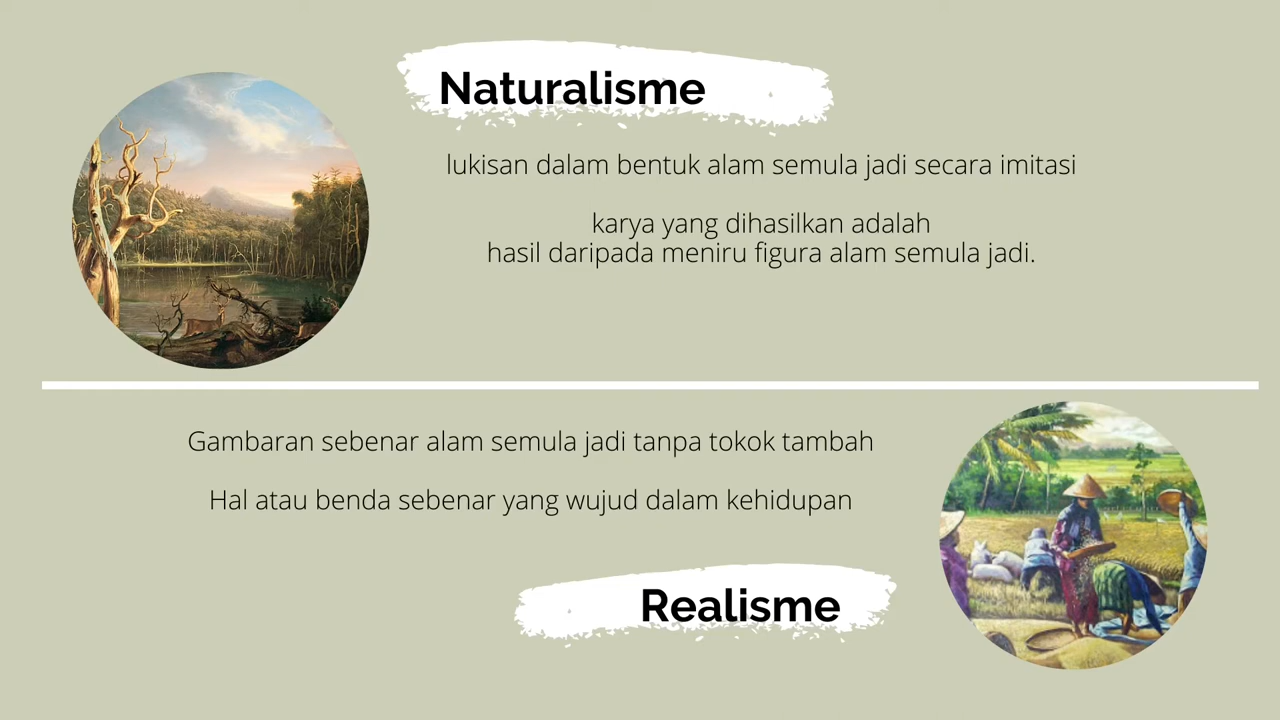 Naturalisme
lukisan dalam bentuk alam semula jadi secara imitasi
karya yang dihasilkan adalah
hasil daripada meniru figura alam semula jadi.
Gambaran sebenar alam semula jadi tanpa tokok tambah
Hal atau benda sebenar yang wujud dalam kehidupan
Realisme